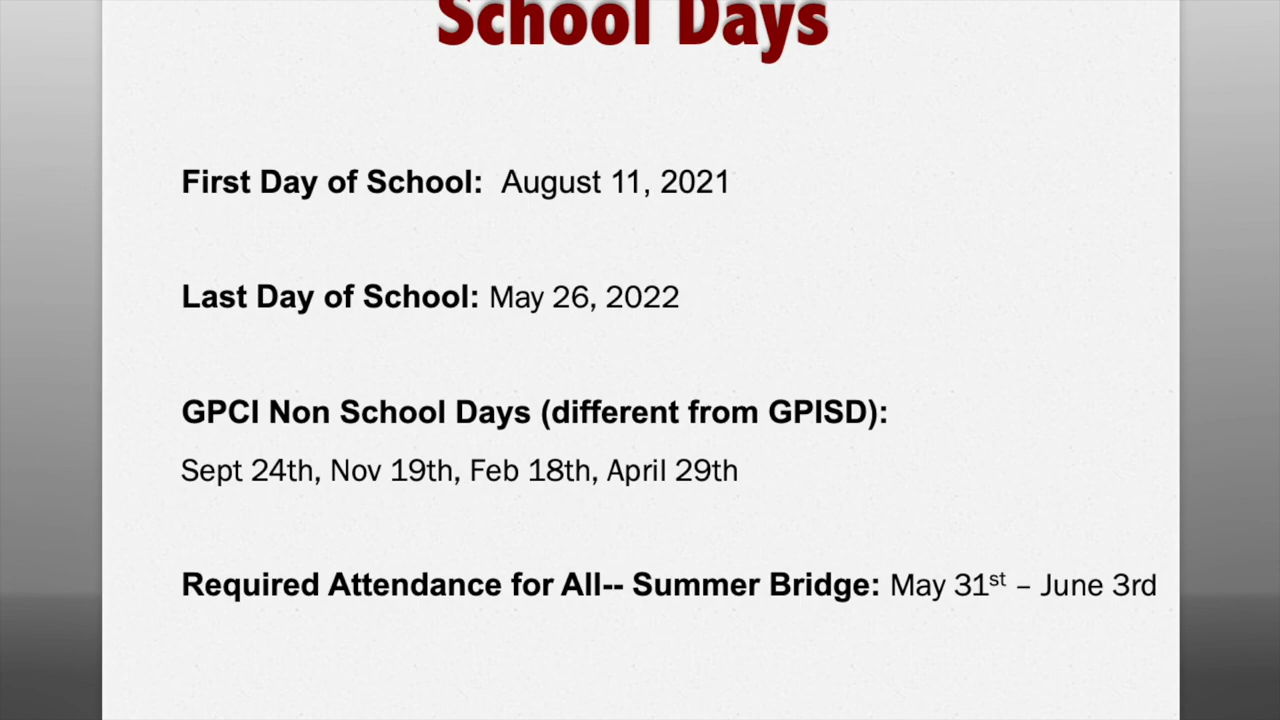 School Days
First Day of School:  August 11, 2021
Last Day of School: May 26, 2022
GPCI Non School Days (different from GPISD):
Sept 24th, Nov 19th, Feb 18th, April 29th
Required Attendance for All-- Summer Bridge: May 31st – June 3rd